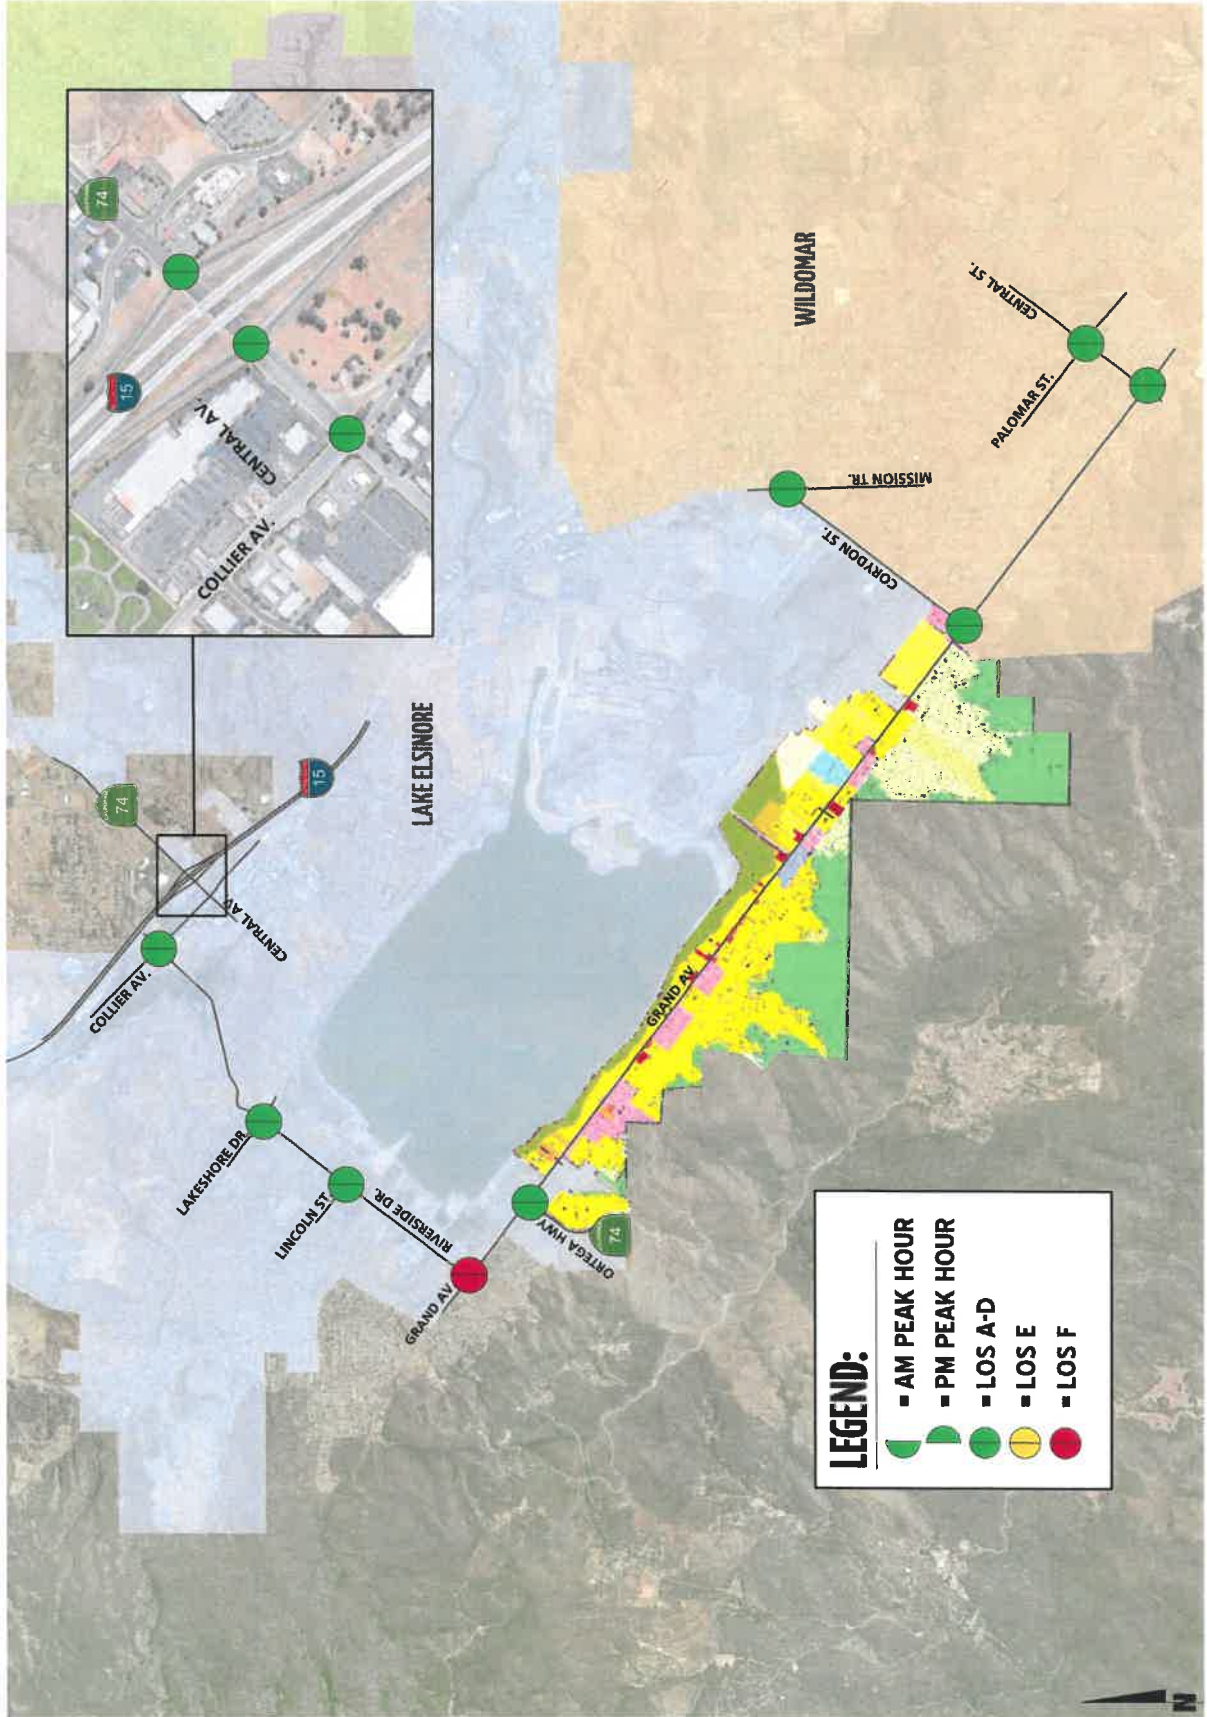 74
15
CENTRAL AV.
COLLIER AV.
74
15
CENTRAL AV
COLLIER AV.
LAKE ELSINORE
WILDOMAR
CENTRAL ST.
PALOMAR ST.
MISSION TR.
CORYDON ST.
LAKESHORE DR
LINCOLN ST
RIVERSIDE DR.
GRAND AV
GRAND AV
ORTEGA HWY
74
LEGEND:
= AM PEAK HOUR
= PM PEAK HOUR
= LOS A-D
= LOS E
= LOS F
N